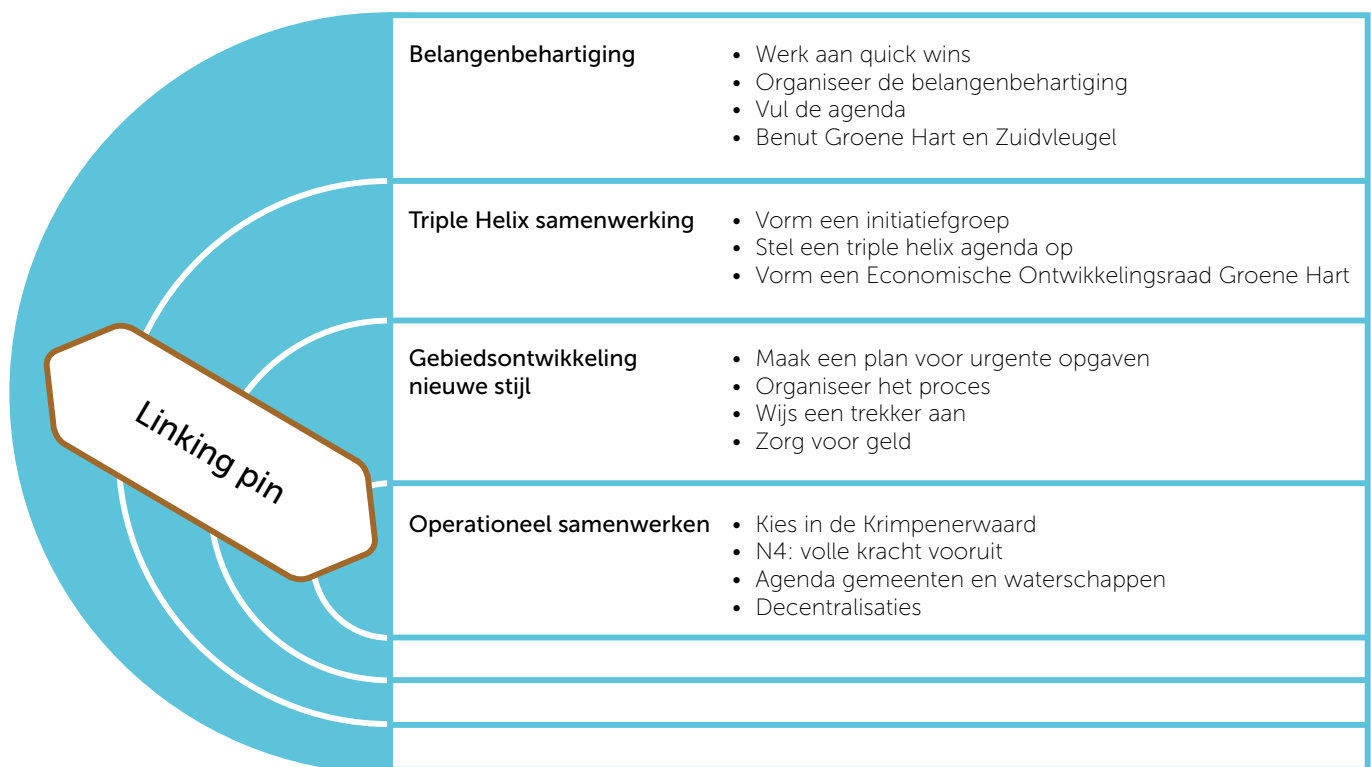 Belangenbehartiging
• Werk aan quick wins
• Organiseer de belangenbehartiging
• Vul de agenda
• Benut Groene Hart en Zuidvleugel
Triple Helix samenwerking
• Vorm een initiatiefgroep
• Stel een triple helix agenda op
• Vorm een Economische Ontwikkelingsraad Groene Hart
Gebiedsontwikkeling
nieuwe stijl
• Maak een plan voor urgente opgaven
• Organiseer het proces
• Wijs een trekker aan
• Zorg voor geld
Linking pin
Operationeel samenwerken
• Kies in de Krimpenerwaard
• N4: volle kracht vooruit
• Agenda gemeenten en waterschappen
• Decentralisaties